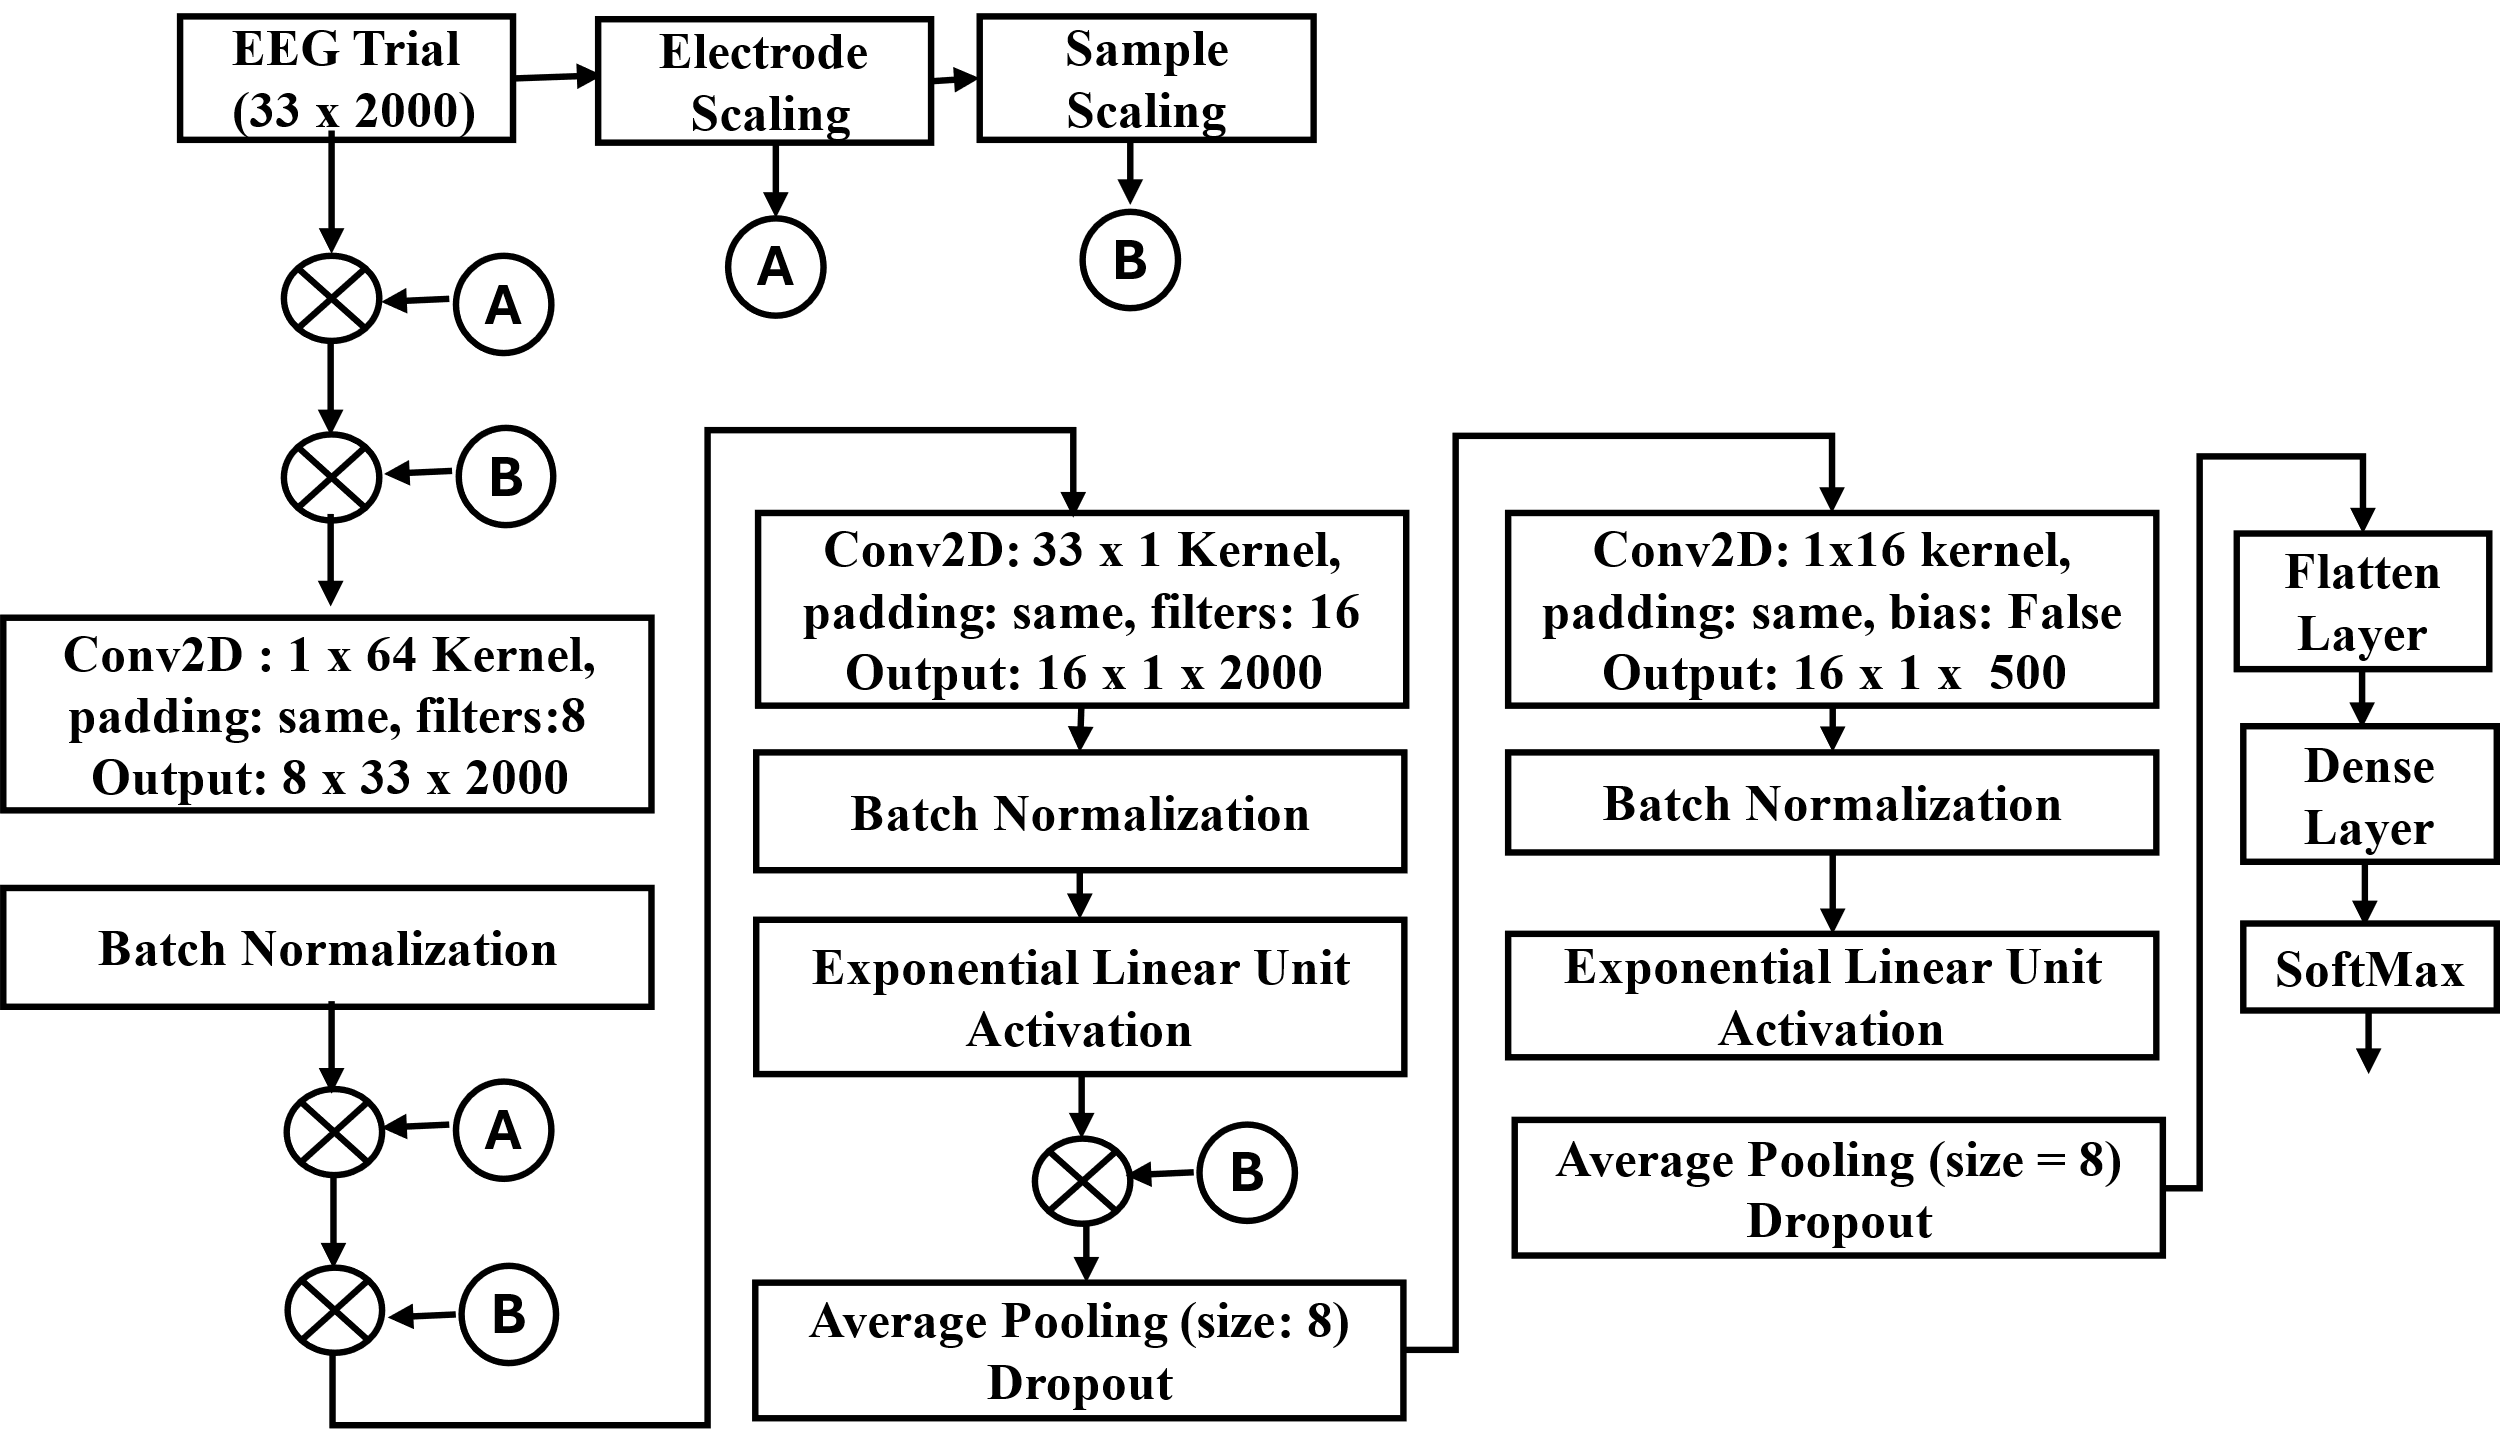 EEG Trial
(33 x 2000)
Electrode
Scaling
Sample
Scaling
A
B
A
B
Conv2D : 1 x 64 Kernel,
padding: same, filters:8
Output: 8 x 33 x 2000
Batch Normalization
A
B
Conv2D: 33 x 1 Kernel,
padding: same, filters: 16
Output: 16 x 1 x 2000
Batch Normalization
Exponential Linear Unit
Activation
B
Average Pooling (size: 8)
Dropout
Conv2D: 1x16 kernel,
padding: same, bias: False
Output: 16 x 1 x 500
Batch Normalization
Exponential Linear Unit
Activation
Average Pooling (size = 8)
Dropout
Flatten
Layer
Dense
Layer
SoftMax